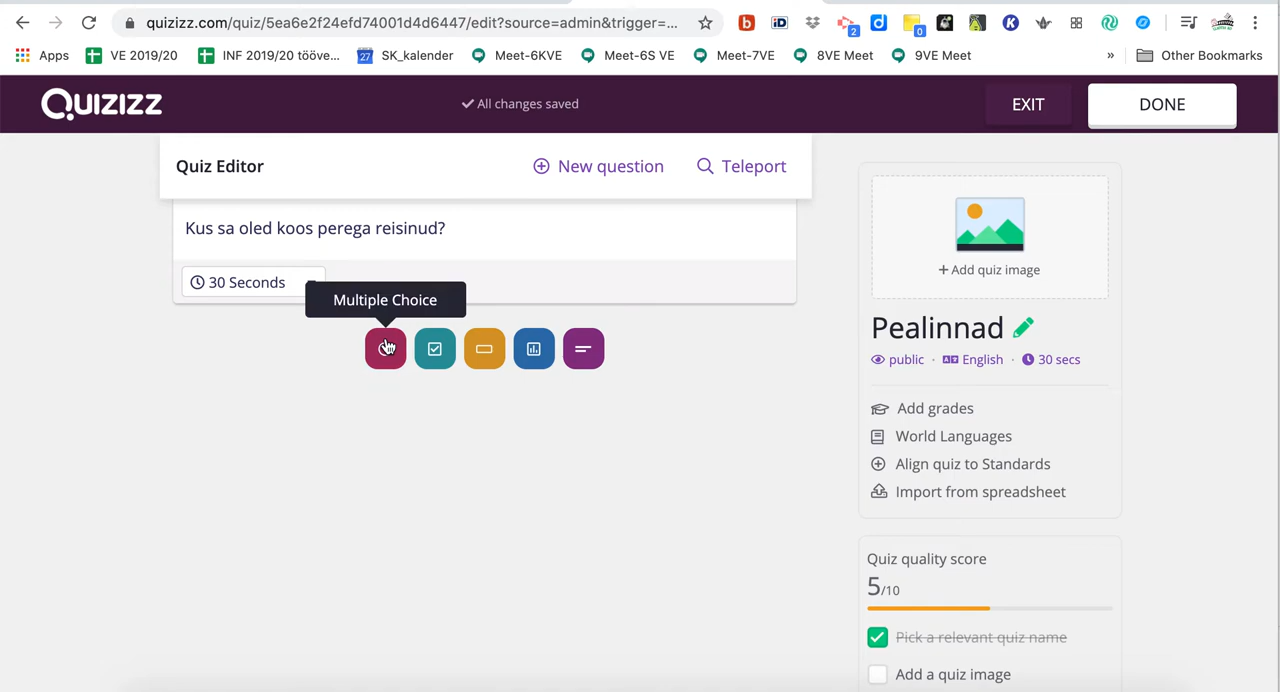 quizizz.com/quiz/5ea6e2f24efd74001d4d6447/edit?source=admin&trigger=...
2
0
Apps
VE 2019/20
INF 2019/20 tööve...
27
SK_kalender
Meet-6KVE
Meet-6S VE
Meet-7VE
8VE Meet
9VE Meet
»
Other Bookmarks
QUIZIZZ
All changes saved
EXIT
DONE
Quiz Editor
New question
Teleport
Kus sa oled koos perega reisinud?
30 Seconds
Multiple Choice
+ Add quiz image
Pealinnad
public · English · 30 secs
Add grades
World Languages
Align quiz to Standards
Import from spreadsheet
Quiz quality score
5/10
Pick a relevant quiz name
Add a quiz image